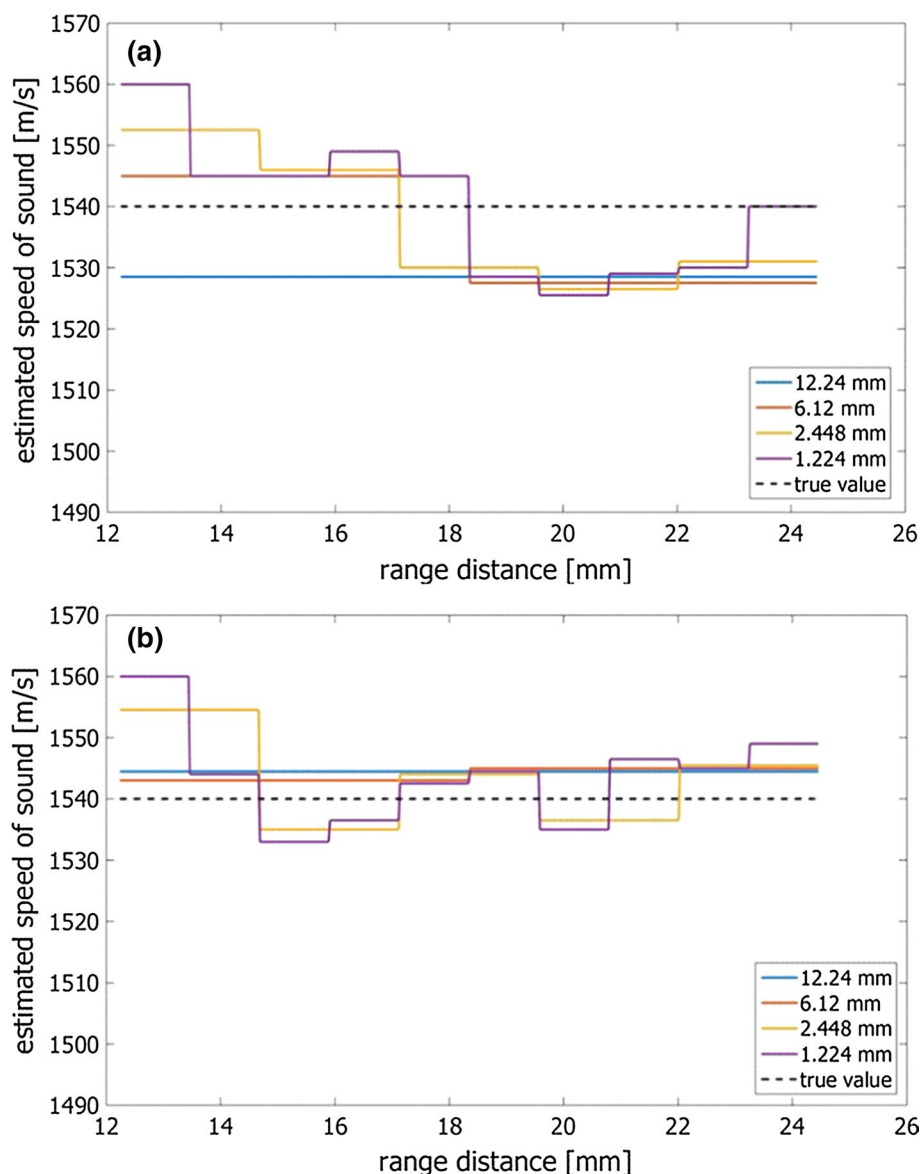 (a)
estimated speed of sound [m/s]
1570
1560
1550
1540
1530
1520
1510
1500
1490
12 14 16 18 20 22 24 26
range distance [mm]
12.24 mm
6.12 mm
2.448 mm
1.224 mm
true value
(b)
estimated speed of sound [m/s]
1570
1560
1550
1540
1530
1520
1510
1500
1490
12 14 16 18 20 22 24 26
range distance [mm]
12.24 mm
6.12 mm
2.448 mm
1.224 mm
true value